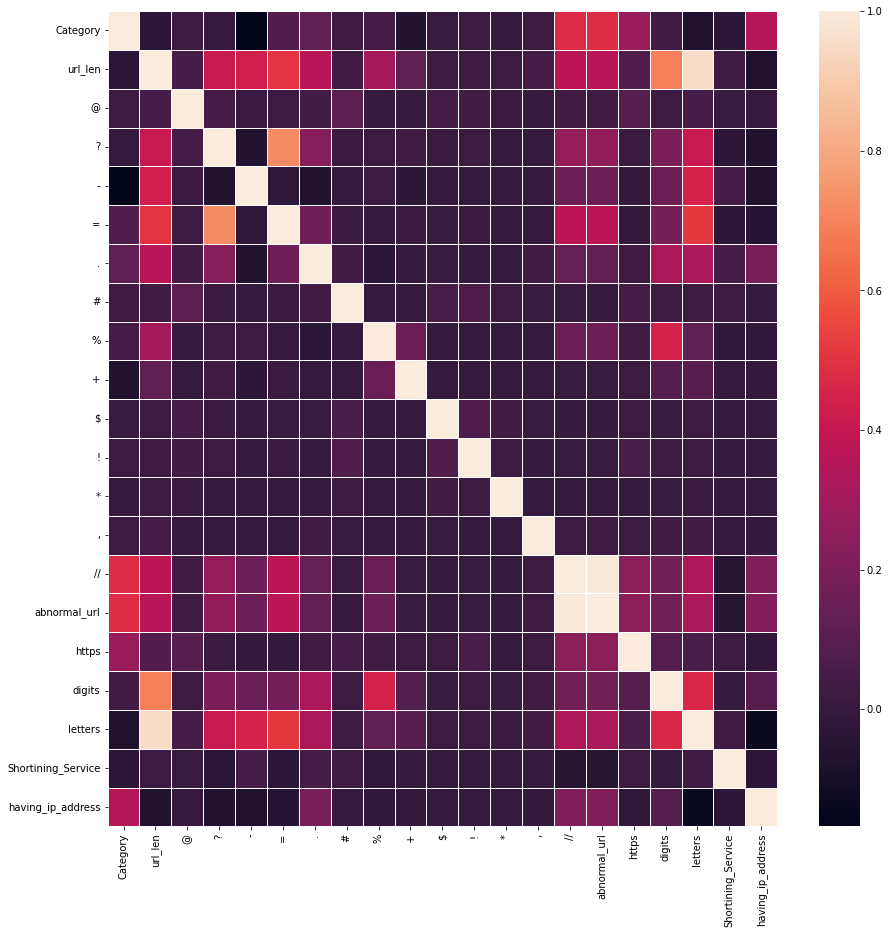 Category
url_len
@
?
-
=
.
#
%
+
$
!
*
,
//
abnormal_url
https
digits
letters
Shortining_Service
having_ip_address
Category
url_len
@
?
-
=
.
#
%
+
$
!
*
,
//
abnormal_url
https
digits
letters
Shortining_Service
having_ip_address
1.0
0.8
0.6
0.4
0.2
0.0